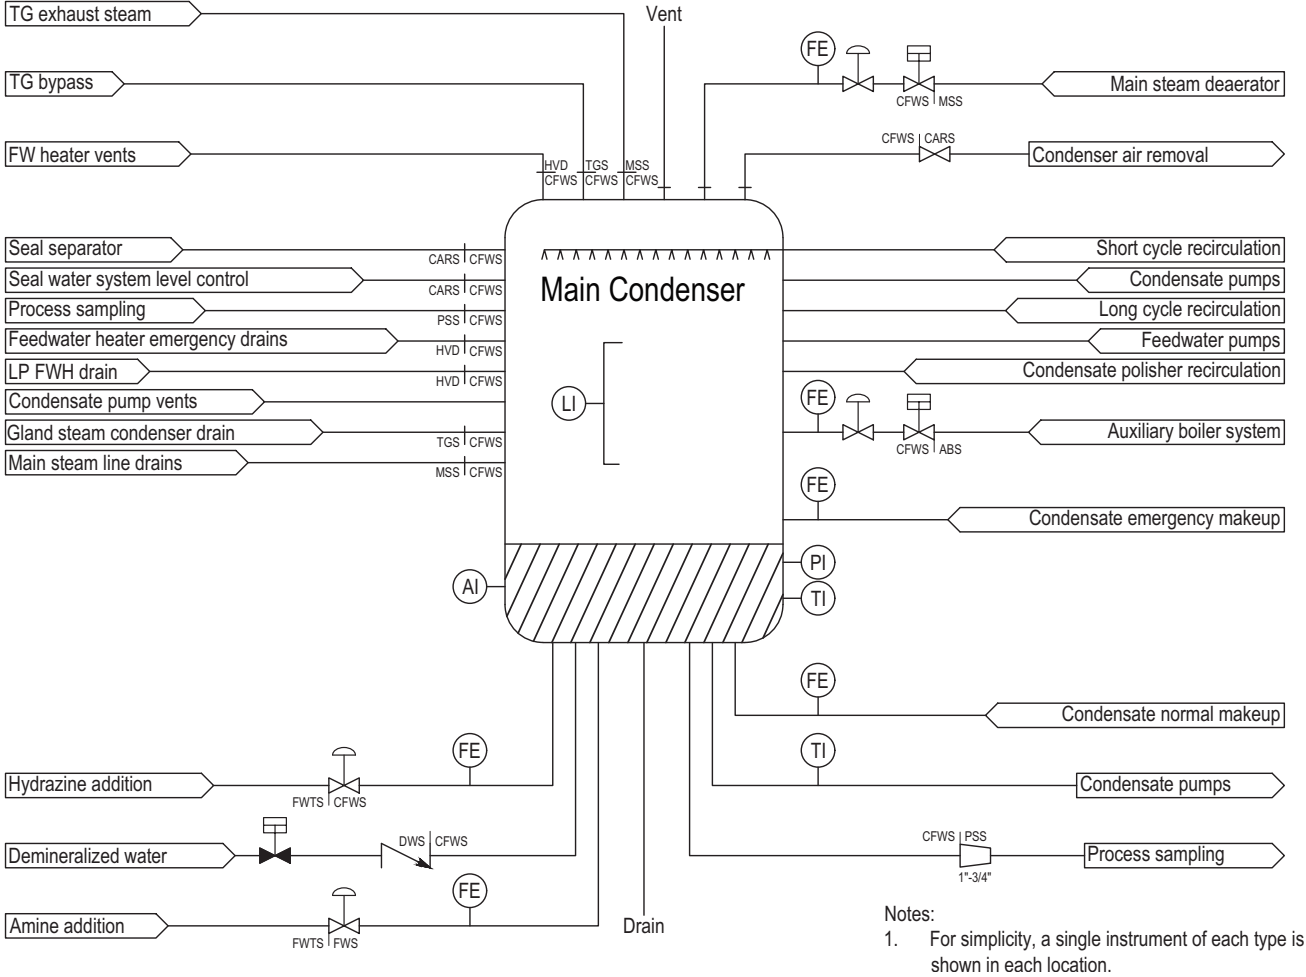 TG exhaust steam
Vent
FE
TG bypass
Main steam deaerator
CFWS | MSS
CFWS | CARS
FW heater vents
Condenser air removal
HVD
CFWS
TGS
CFWS
MSS
CFWS
Seal separator
CARS | CFWS
Short cycle recirculation
Seal water system level control
CARS | CFWS
Main Condenser
Condensate pumps
Process sampling
PSS | CFWS
Long cycle recirculation
Feedwater heater emergency drains
HVD | CFWS
Feedwater pumps
LP FWH drain
HVD | CFWS
Condensate polisher recirculation
Condensate pump vents
LI
FE
Gland steam condenser drain
TGS | CFWS
Auxiliary boiler system
CFWS | ABS
Main steam line drains
MSS | CFWS
FE
Condensate emergency makeup
PI
AI
TI
FE
Condensate normal makeup
FE
TI
Hydrazine addition
FWTS | CFWS
Condensate pumps
DWS | CFWS
CFWS | PSS
Demineralized water
Process sampling
1"-3/4"
FE
Amine addition
FWTS | FWS
Drain
Notes:
1. For simplicity, a single instrument of each type is
shown in each location.